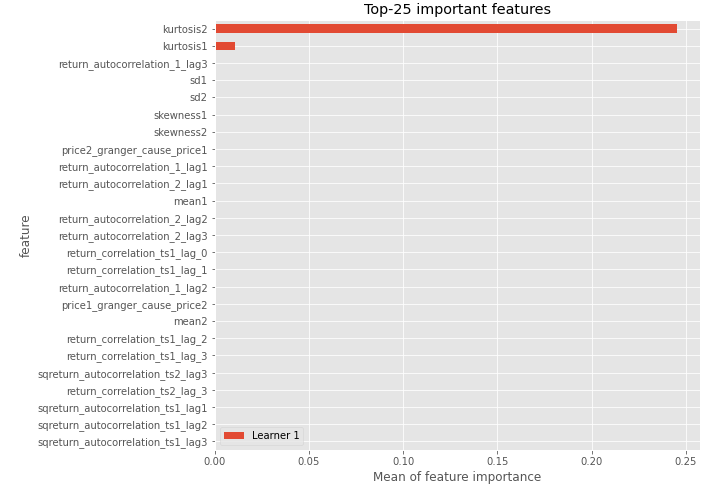 Top-25 important features
kurtosis2
kurtosis1
return_autocorrelation_1_lag3
sd1
sd2
skewness1
skewness2
price2_granger_cause_price1
return_autocorrelation_1_lag1
return_autocorrelation_2_lag1
mean1
return_autocorrelation_2_lag2
return_autocorrelation_2_lag3
return_correlation_ts1_lag_0
return_correlation_ts1_lag_1
return_autocorrelation_1_lag2
price1_granger_cause_price2
mean2
return_correlation_ts1_lag_2
return_correlation_ts1_lag_3
sqreturn_autocorrelation_ts2_lag3
return_correlation_ts2_lag_3
sqreturn_autocorrelation_ts1_lag1
sqreturn_autocorrelation_ts1_lag2
sqreturn_autocorrelation_ts1_lag3
feature
Learner 1
0.00 0.05 0.10 0.15 0.20 0.25
Mean of feature importance